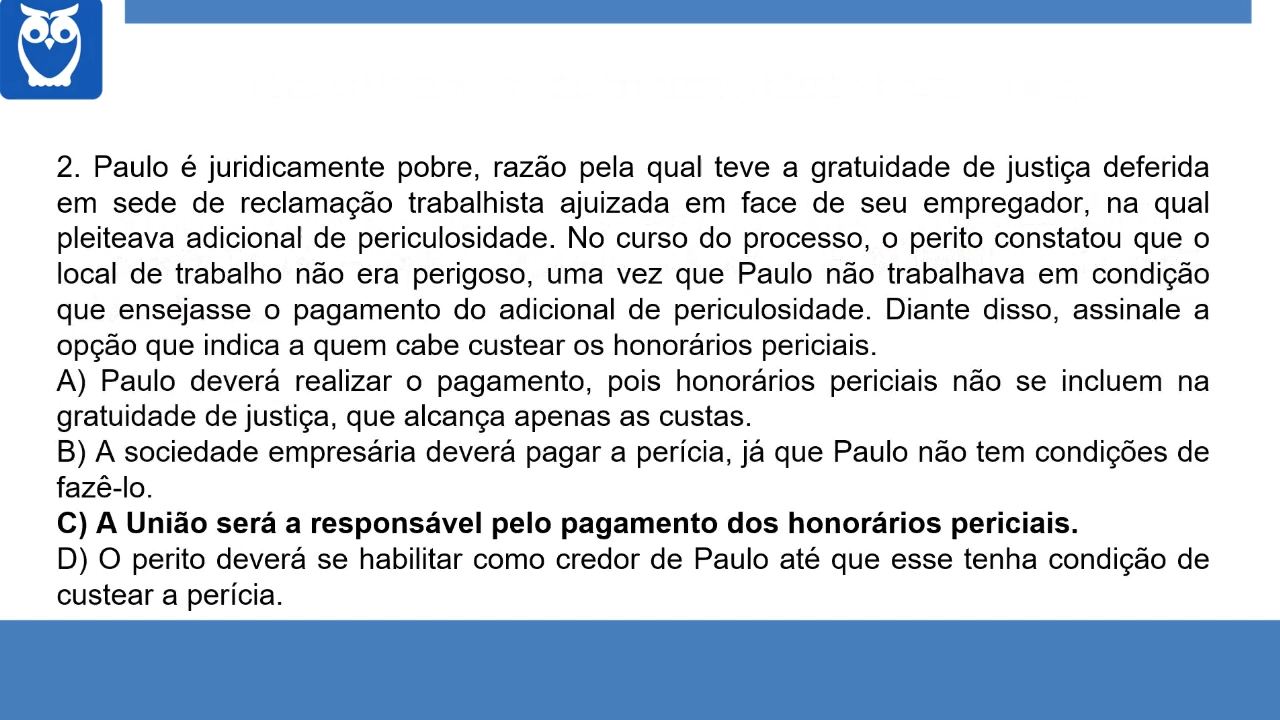 2. Paulo é juridicamente pobre, razão pela qual teve a gratuidade de justiça deferida
em sede de reclamação trabalhista ajuizada em face de seu empregador, na qual
pleiteava adicional de periculosidade. No curso do processo, o perito constatou que o
local de trabalho não era perigoso, uma vez que Paulo não trabalhava em condição
que ensejasse o pagamento do adicional de periculosidade. Diante disso, assinale a
opção que indica a quem cabe custear os honorários periciais.
A) Paulo deverá realizar o pagamento, pois honorários periciais não se incluem na
gratuidade de justiça, que alcança apenas as custas.
B) A sociedade empresária deverá pagar a perícia, já que Paulo não tem condições de
fazê-lo.
C) A União será a responsável pelo pagamento dos honorários periciais.
D) O perito deverá se habilitar como credor de Paulo até que esse tenha condição de
custear a perícia.